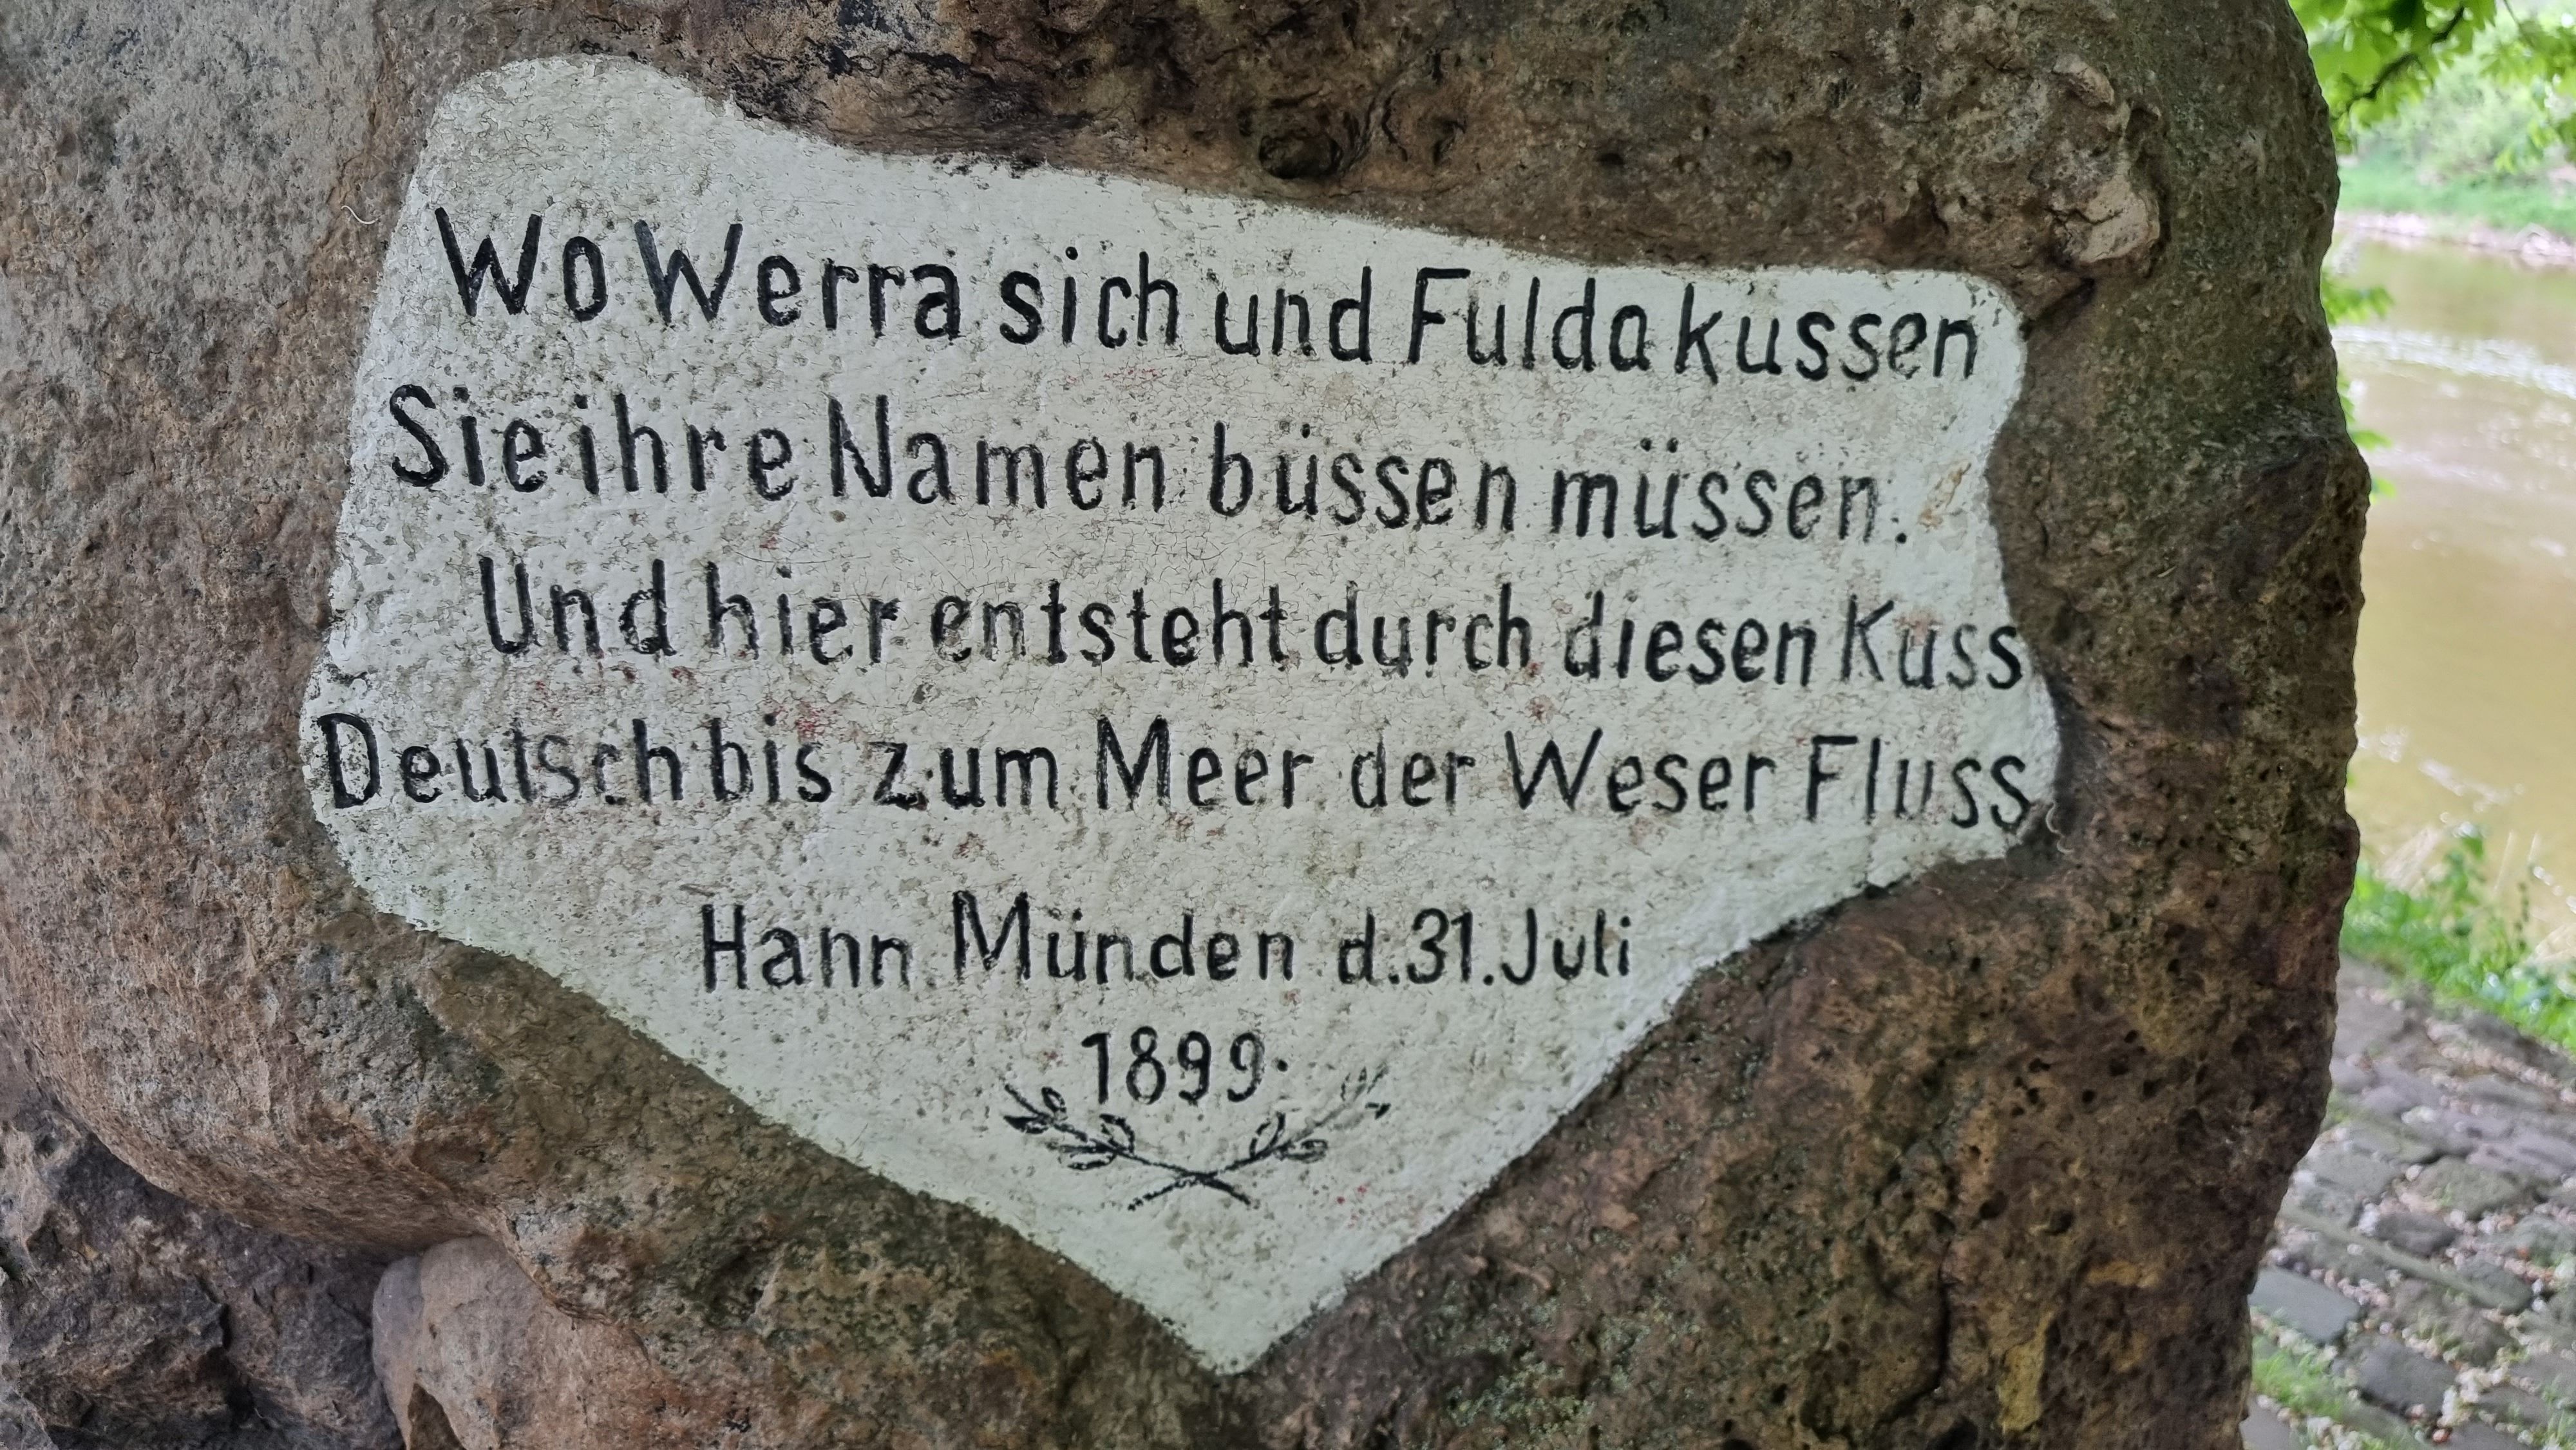 Wo Werra sich und Fulda kussen
Sie ihre Namen büssen müssen.
Und hier entsteht durch diesen Kuss
Deutsch bis zum Meer der Weser Fluss
Hann. Münden d. 31. Juli
1899.